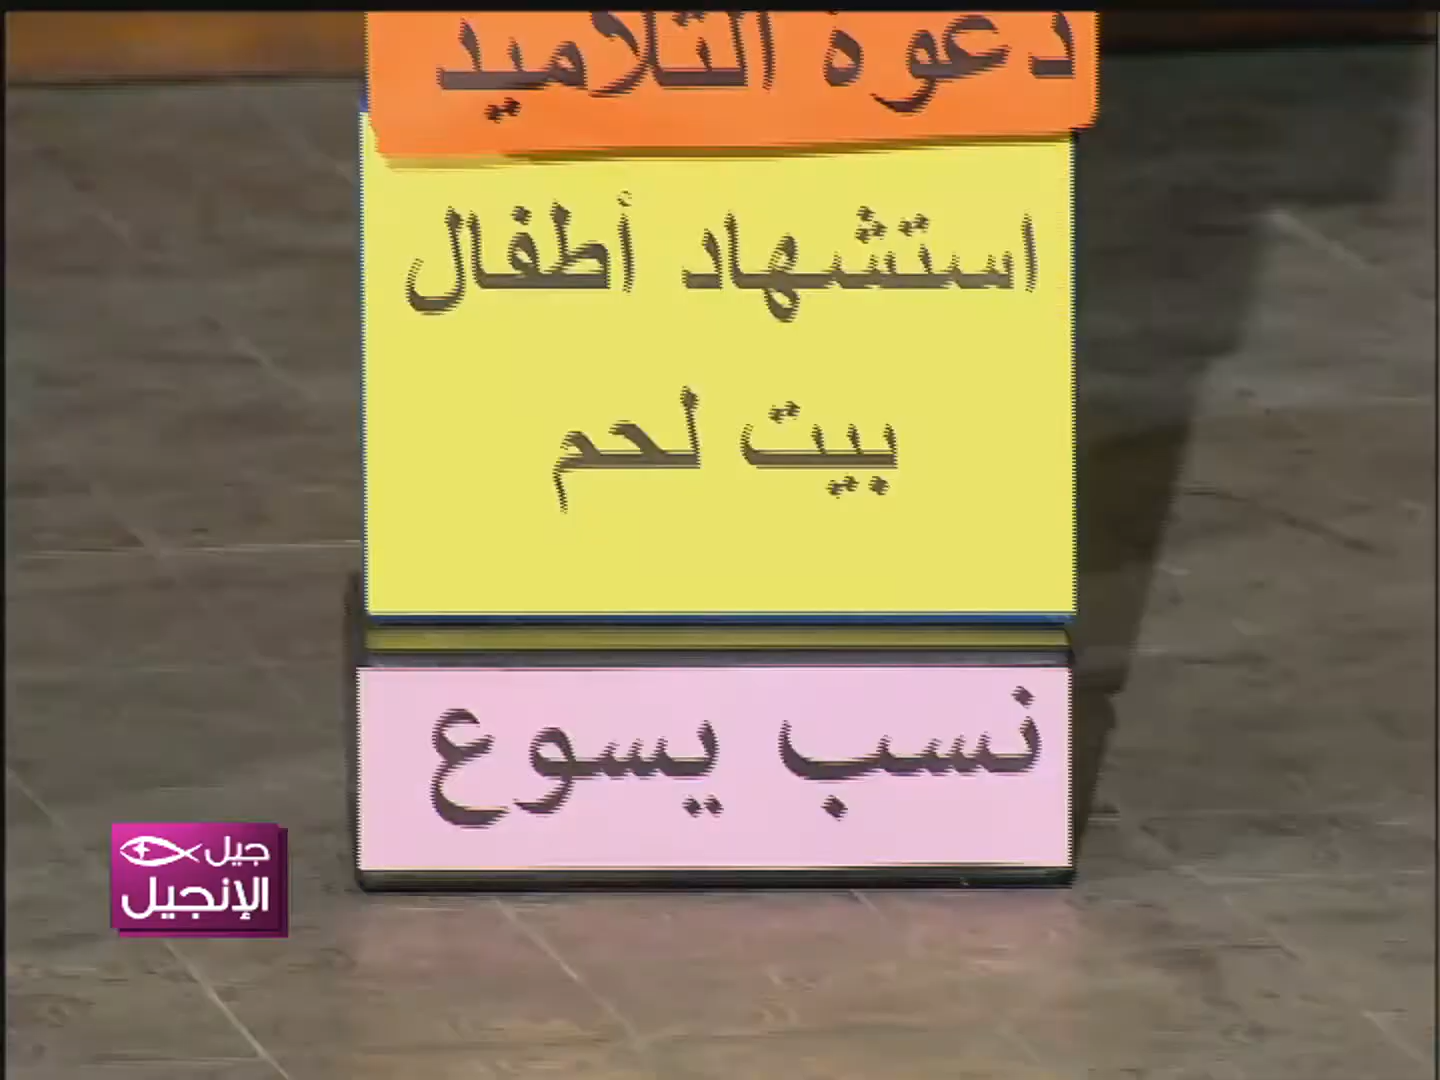 دعوة التلاميذ
استشهاد أطفال
بيت لحم
نسب يسوع
جيل
الإنجيل